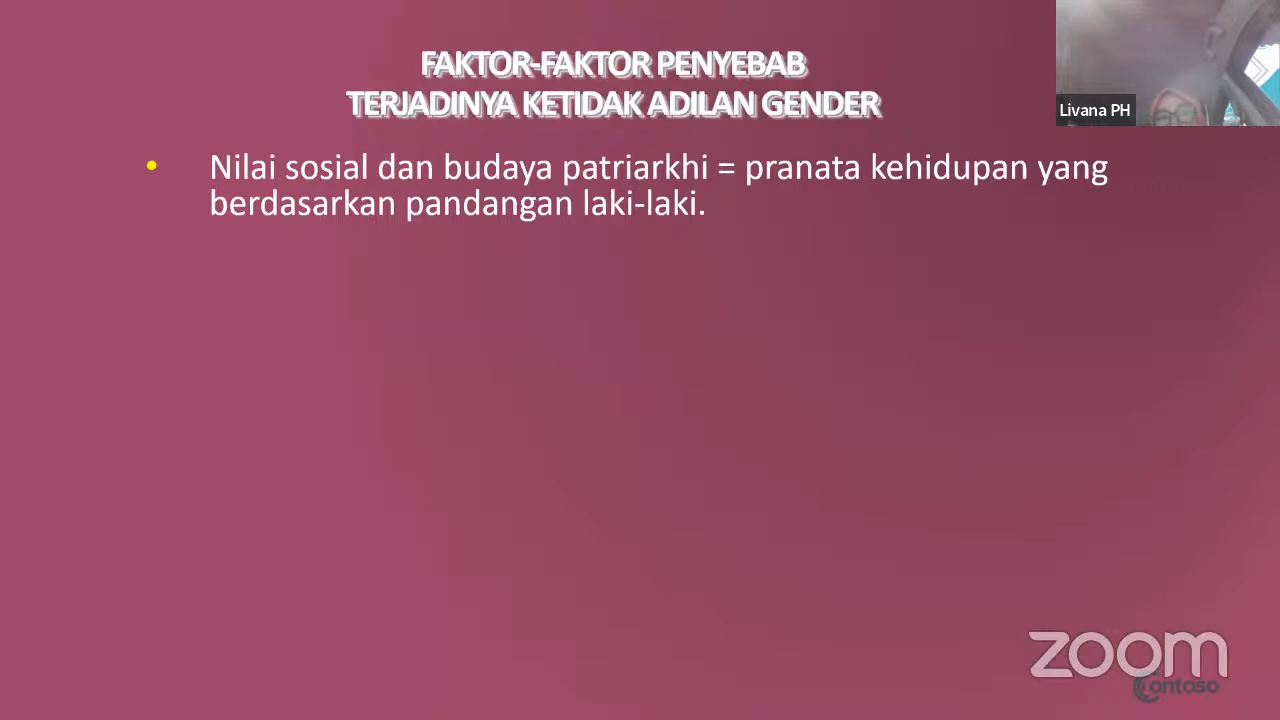 FAKTOR-FAKTOR PENYEBAB
TERJADINYA KETIDAK ADILAN GENDER
Livana PH
• Nilai sosial dan budaya patriarkhi = pranata kehidupan yang
berdasarkan pandangan laki-laki.
zoom
Contoso